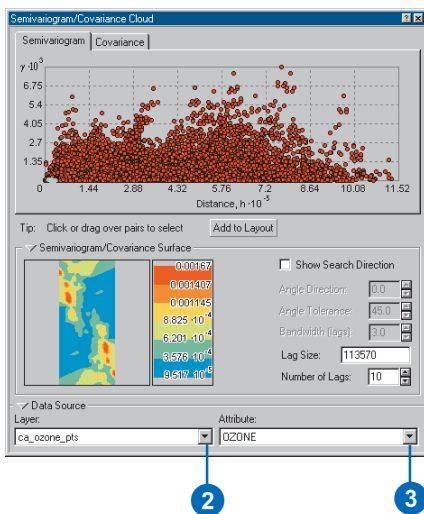 Semivariogram/Covariance Cloud
Semivariogram Covariance
γ·10³
6.75
5.4
4.05
2.7
1.35
0 1.44 2.88 4.32 5.76 7.2 8.64 10.08 11.52
Distance, h·10⁻⁵
Tip: Click or drag over pairs to select Add to Layout
Semivariogram/Covariance Surface
0.00167
0.001407
0.001145
8.825·10⁻⁴
6.201·10⁻⁴
3.576·10⁻⁴
9.517·10⁻⁵
Show Search Direction
Angle Direction: 0.0
Angle Tolerance: 45.0
Bandwidth (lags): 3.0
Lag Size: 113570
Number of Lags: 10
Data Source
Layer: Attribute:
ca_ozone_pts OZONE
2 3